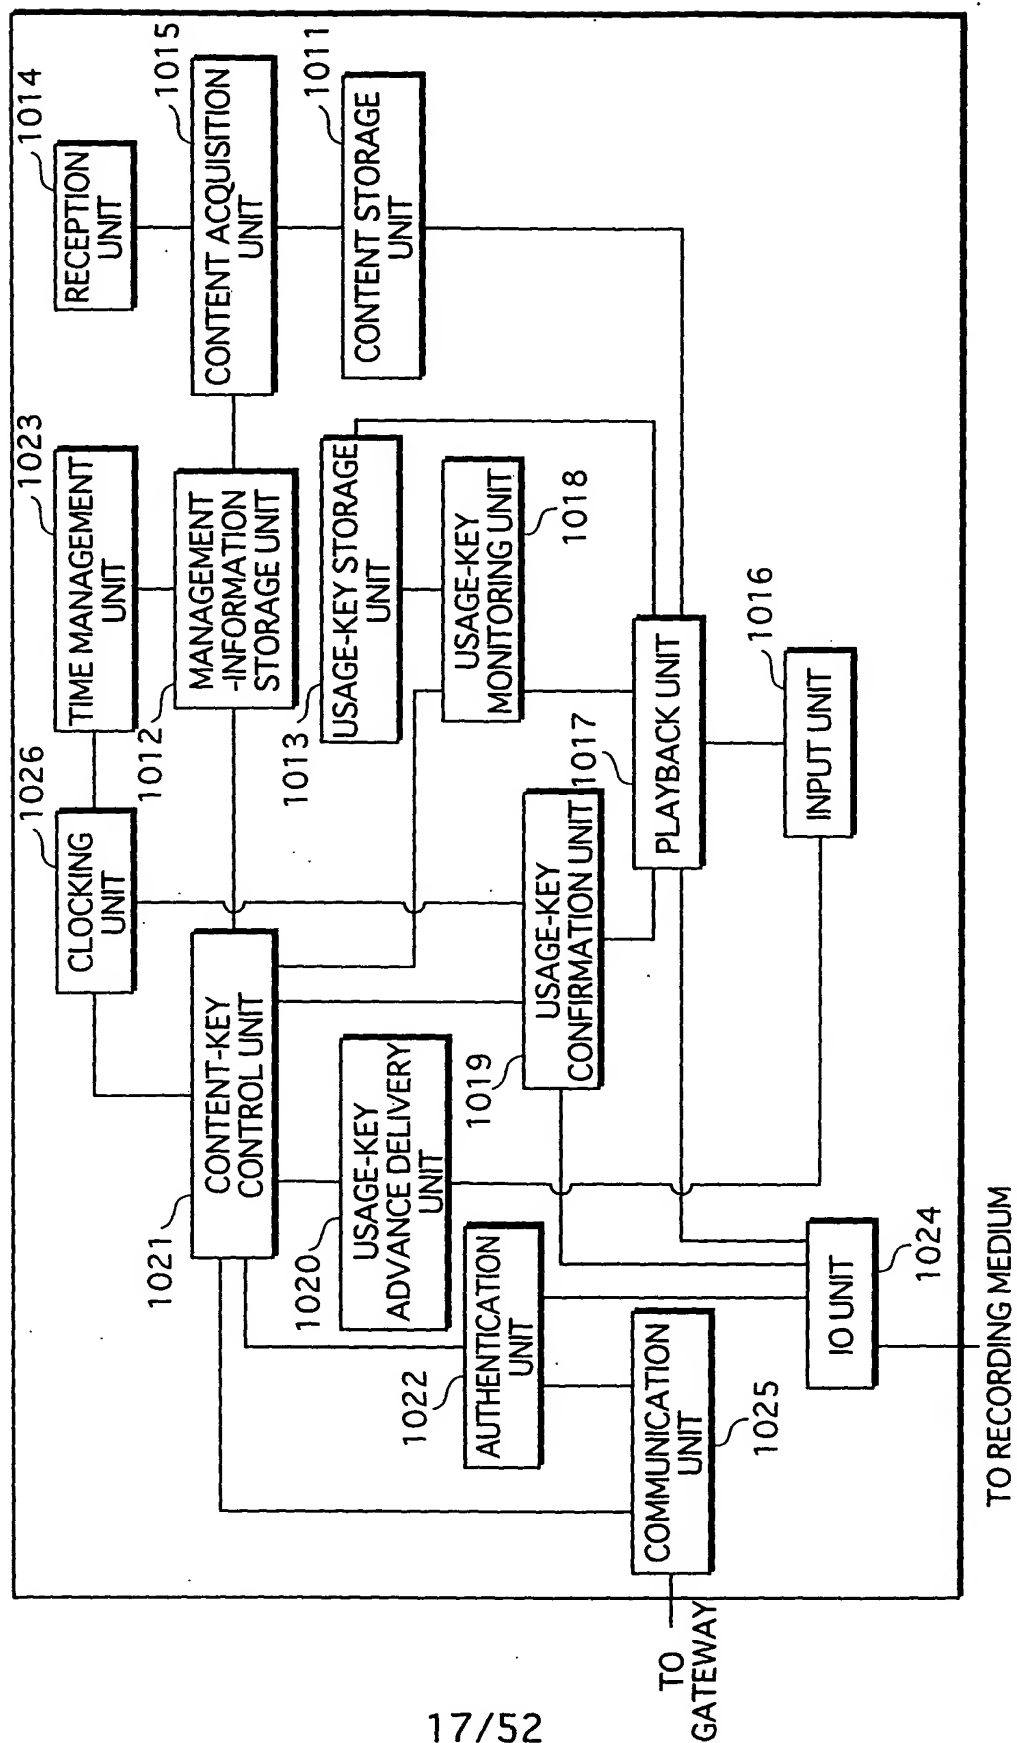 1014
RECEPTION
UNIT
1015
CONTENT ACQUISITION
UNIT
1011
CONTENT STORAGE
UNIT
1023
TIME MANAGEMENT
UNIT
1012
MANAGEMENT
-INFORMATION
STORAGE UNIT
1013
USAGE-KEY STORAGE
UNIT
USAGE-KEY
MONITORING UNIT
1018
1026
CLOCKING
UNIT
1017
PLAYBACK UNIT
1016
INPUT UNIT
1021
CONTENT-KEY
CONTROL UNIT
1019
USAGE-KEY
CONFIRMATION UNIT
1020
USAGE-KEY
ADVANCE DELIVERY
UNIT
1022
AUTHENTICATION
UNIT
COMMUNICATION
UNIT
1025
IO UNIT
1024
TO RECORDING MEDIUM
TO
GATEWAY
17/52